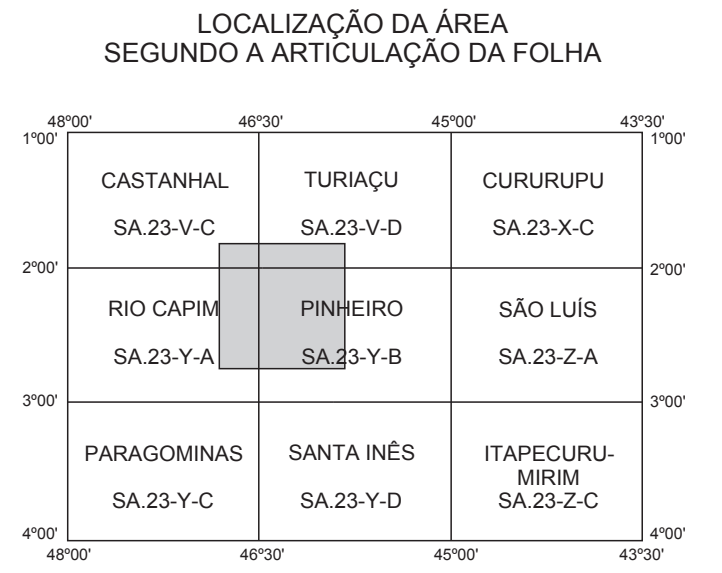 LOCALIZAÇÃO DA ÁREA
SEGUNDO A ARTICULAÇÃO DA FOLHA
48º00' 46º30' 45º00' 43º30'
1º00' 1º00'
CASTANHAL TURIAÇU CURURUPU
SA.23-V-C SA.23-V-D SA.23-X-C
2º00' 2º00'
RIO CAPIM PINHEIRO SÃO LUÍS
SA.23-Y-A SA.23-Y-B SA.23-Z-A
3º00' 3º00'
PARAGOMINAS SANTA INÊS ITAPECURU-
MIRIM
SA.23-Y-C SA.23-Y-D SA.23-Z-C
4º00' 4º00'
48º00' 46º30' 45º00' 43º30'